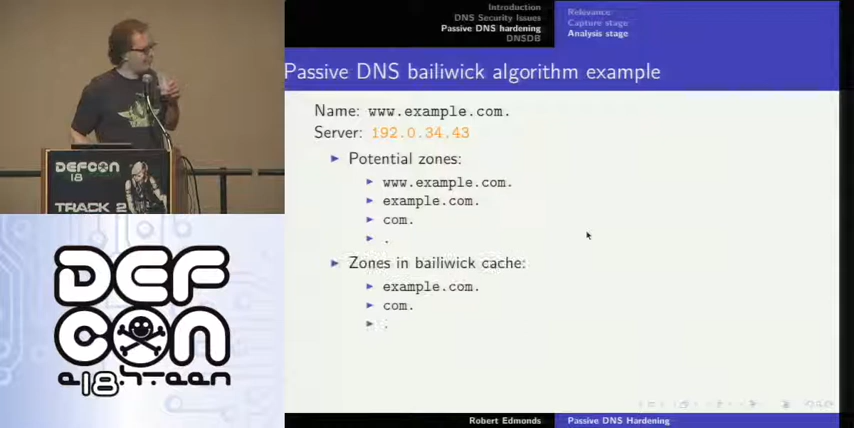 Introduction
DNS Security Issues
Passive DNS hardening
DNSDB
Relevance
Capture stage
Analysis stage
Passive DNS bailiwick algorithm example
Name: www.example.com.
Server: 192.0.34.43
Potential zones:
www.example.com.
example.com.
com.
.
Zones in bailiwick cache:
example.com.
com.
.
DEFCON
18
TRACK 2
DEF
CON
Robert Edmonds
Passive DNS Hardening